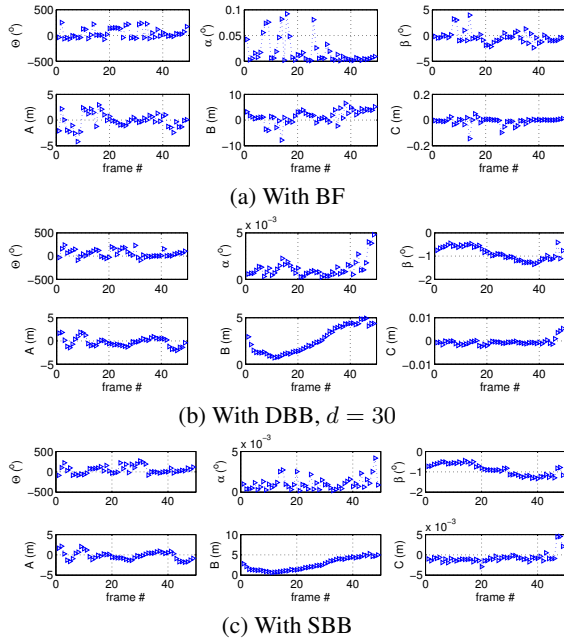 500 0.1 5
Θ (°) 0 α (°) 0.05 β (°) 0
−500 0 −5
0 20 40 0 20 40 0 20 40
5 10 0.2
A (m) 0 B (m) 0 C (m) 0
−5 −10 −0.2
0 20 40 0 20 40 0 20 40
frame # frame # frame #
(a) With BF
x 10⁻³
500 5 0
Θ (°) 0 α (°) β (°) −1
−500 0 −2
0 20 40 0 20 40 0 20 40
5 5 0.01
A (m) 0 B (m) C (m) 0
−5 0 −0.01
0 20 40 0 20 40 0 20 40
frame # frame # frame #
(b) With DBB, d = 30
x 10⁻³
500 5 0
Θ (°) 0 α (°) β (°) −1
−500 0 −2
0 20 40 0 20 40 0 20 40
x 10⁻³
5 10 5
A (m) 0 B (m) 5 C (m) 0
−5 0 −5
0 20 40 0 20 40 0 20 40
frame # frame # frame #
(c) With SBB